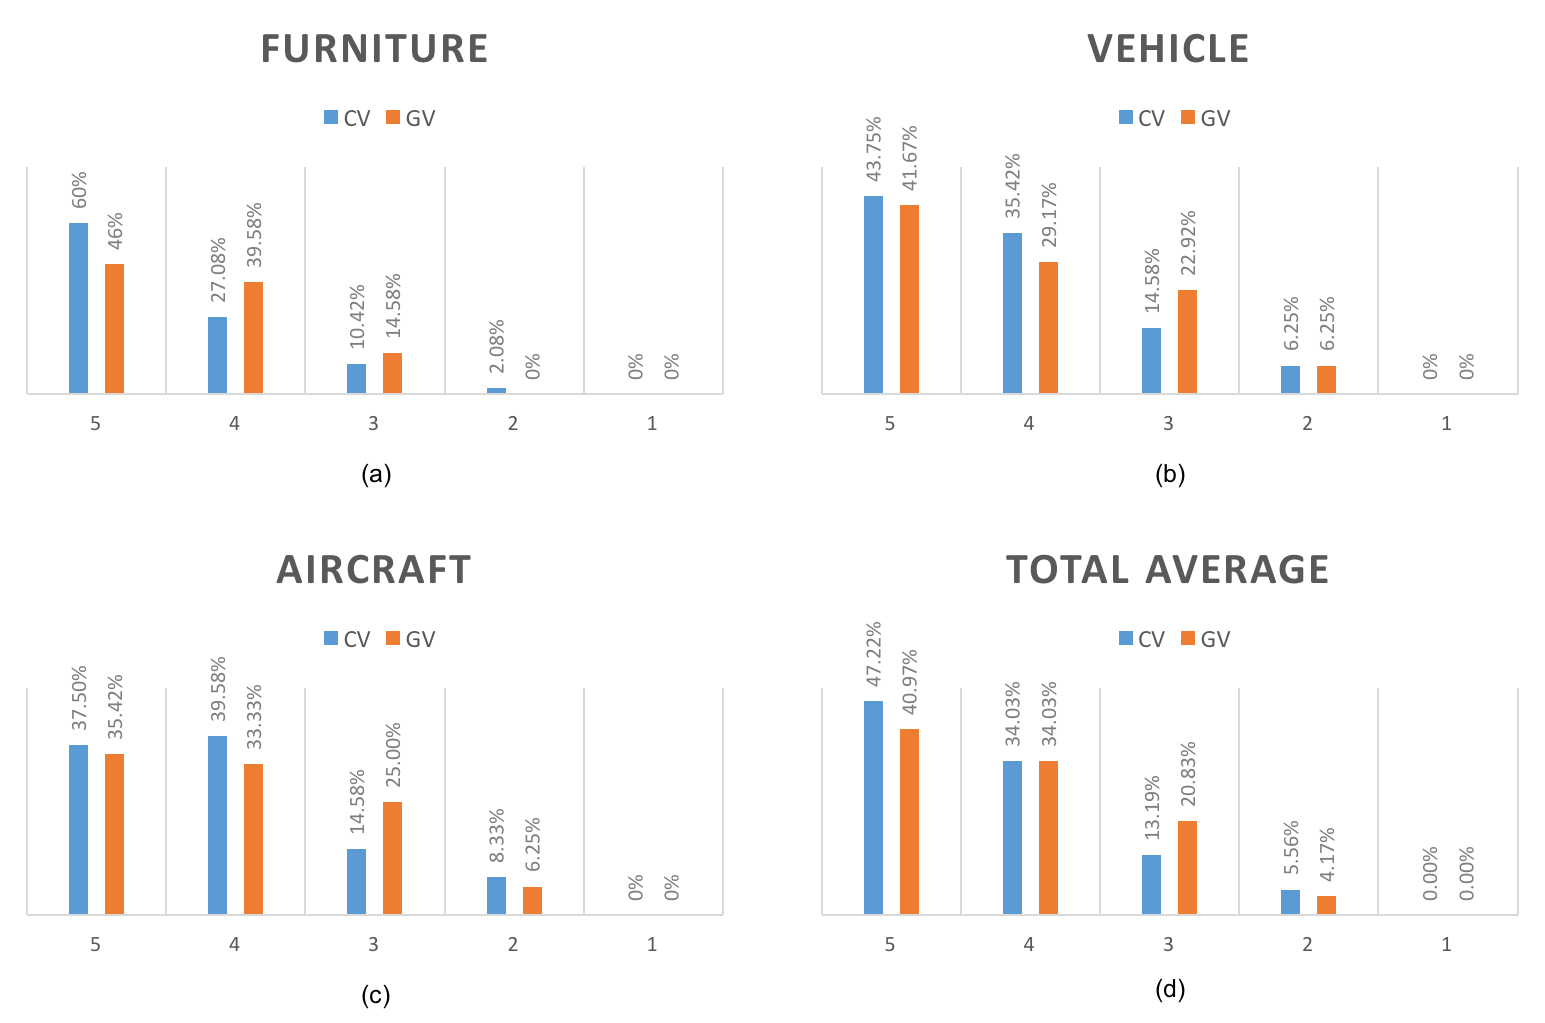 FURNITURE
CV GV
60% 46% 27.08% 39.58% 10.42% 14.58% 2.08% 0% 0% 0%
5 4 3 2 1
(a)
VEHICLE
CV GV
43.75% 41.67% 35.42% 29.17% 14.58% 22.92% 6.25% 6.25% 0% 0%
5 4 3 2 1
(b)
AIRCRAFT
CV GV
37.50% 35.42% 39.58% 33.33% 14.58% 25.00% 8.33% 6.25% 0% 0%
5 4 3 2 1
(c)
TOTAL AVERAGE
CV GV
47.22% 40.97% 34.03% 34.03% 13.19% 20.83% 5.56% 4.17% 0.00% 0.00%
5 4 3 2 1
(d)